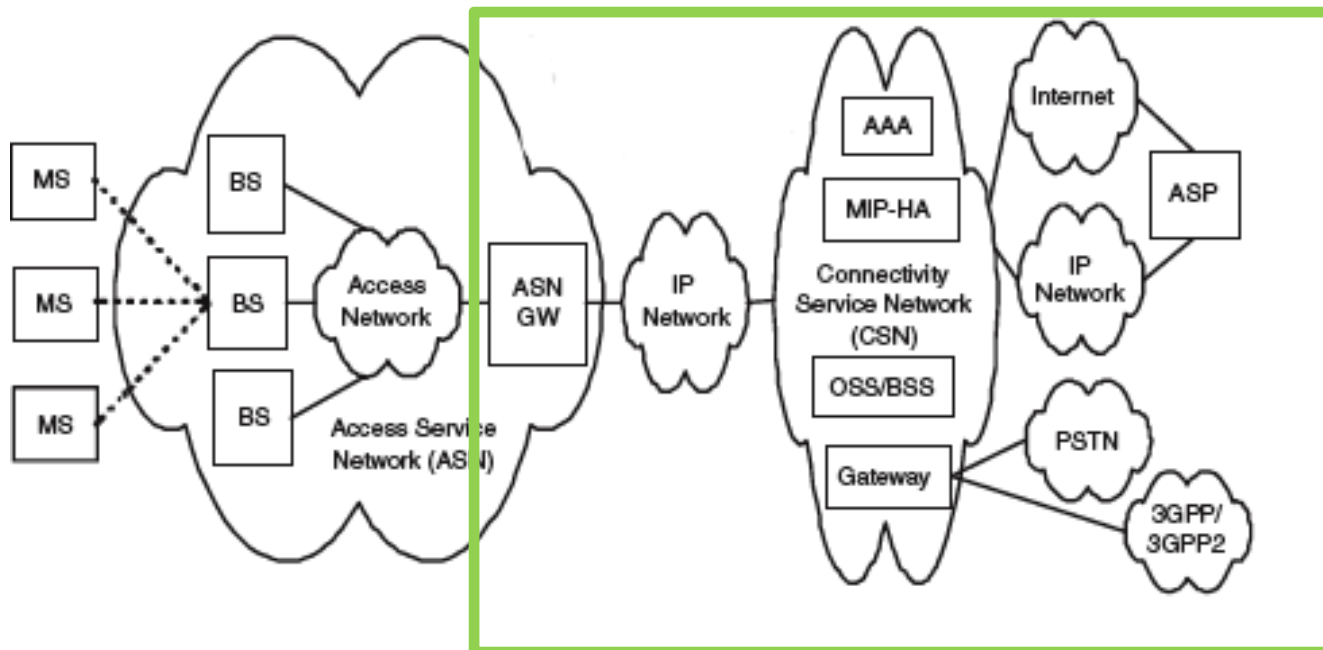 MS
MS
MS
BS
BS
BS
Access
Network
Access Service
Network (ASN)
ASN
GW
IP
Network
AAA
MIP-HA
Connectivity
Service Network
(CSN)
OSS/BSS
Gateway
Internet
ASP
IP
Network
PSTN
3GPP/
3GPP2